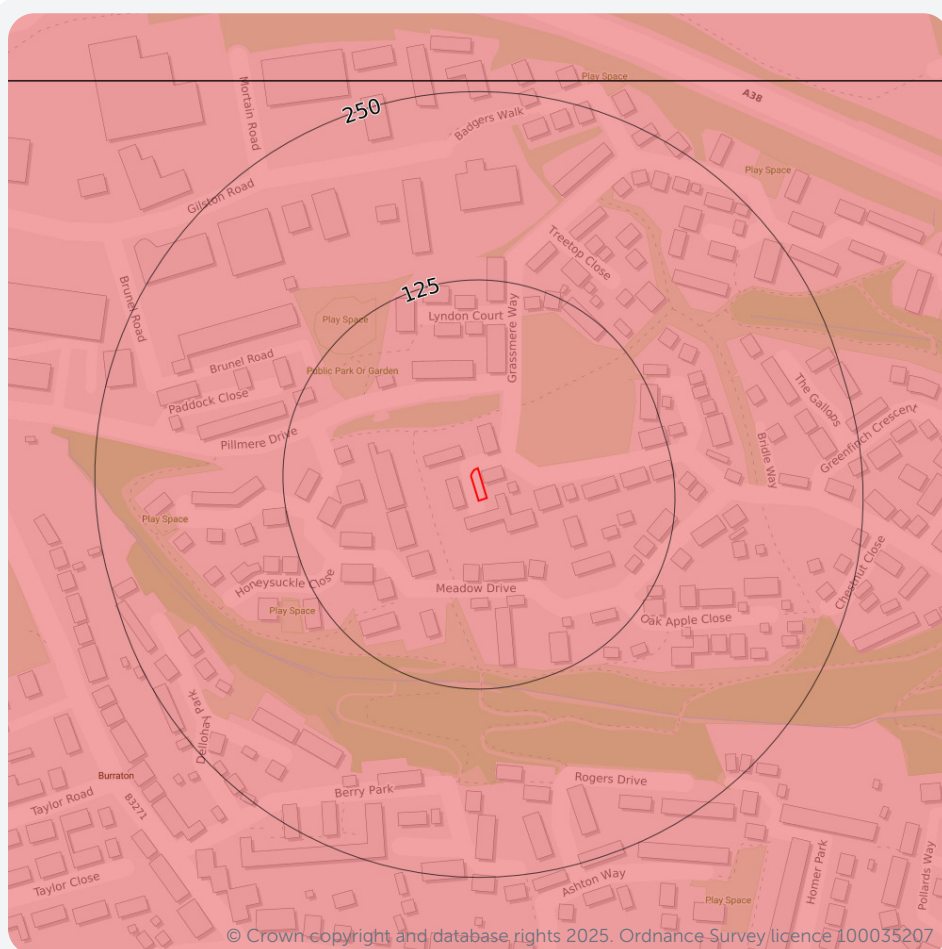 Play Space
A38
Mortain Road
250
Badgers Walk
Play Space
Gilston Road
Treetop Close
Brunel Road
125
Play Space
Lyndon Court
Grassmere Way
Brunel Road
Public Park Or Garden
Paddock Close
The Gallops
Greenfinch Crescent
Pillmere Drive
Bridle Way
Play Space
Chestnut Close
Honeysuckle Close
Meadow Drive
Play Space
Oak Apple Close
Dellohay Park
Burraton
Rogers Drive
Berry Park
Taylor Road
B3271
Taylor Close
Ashton Way
Homer Park
Pollards Way
Play Space
© Crown copyright and database rights 2025. Ordnance Survey licence 100035207